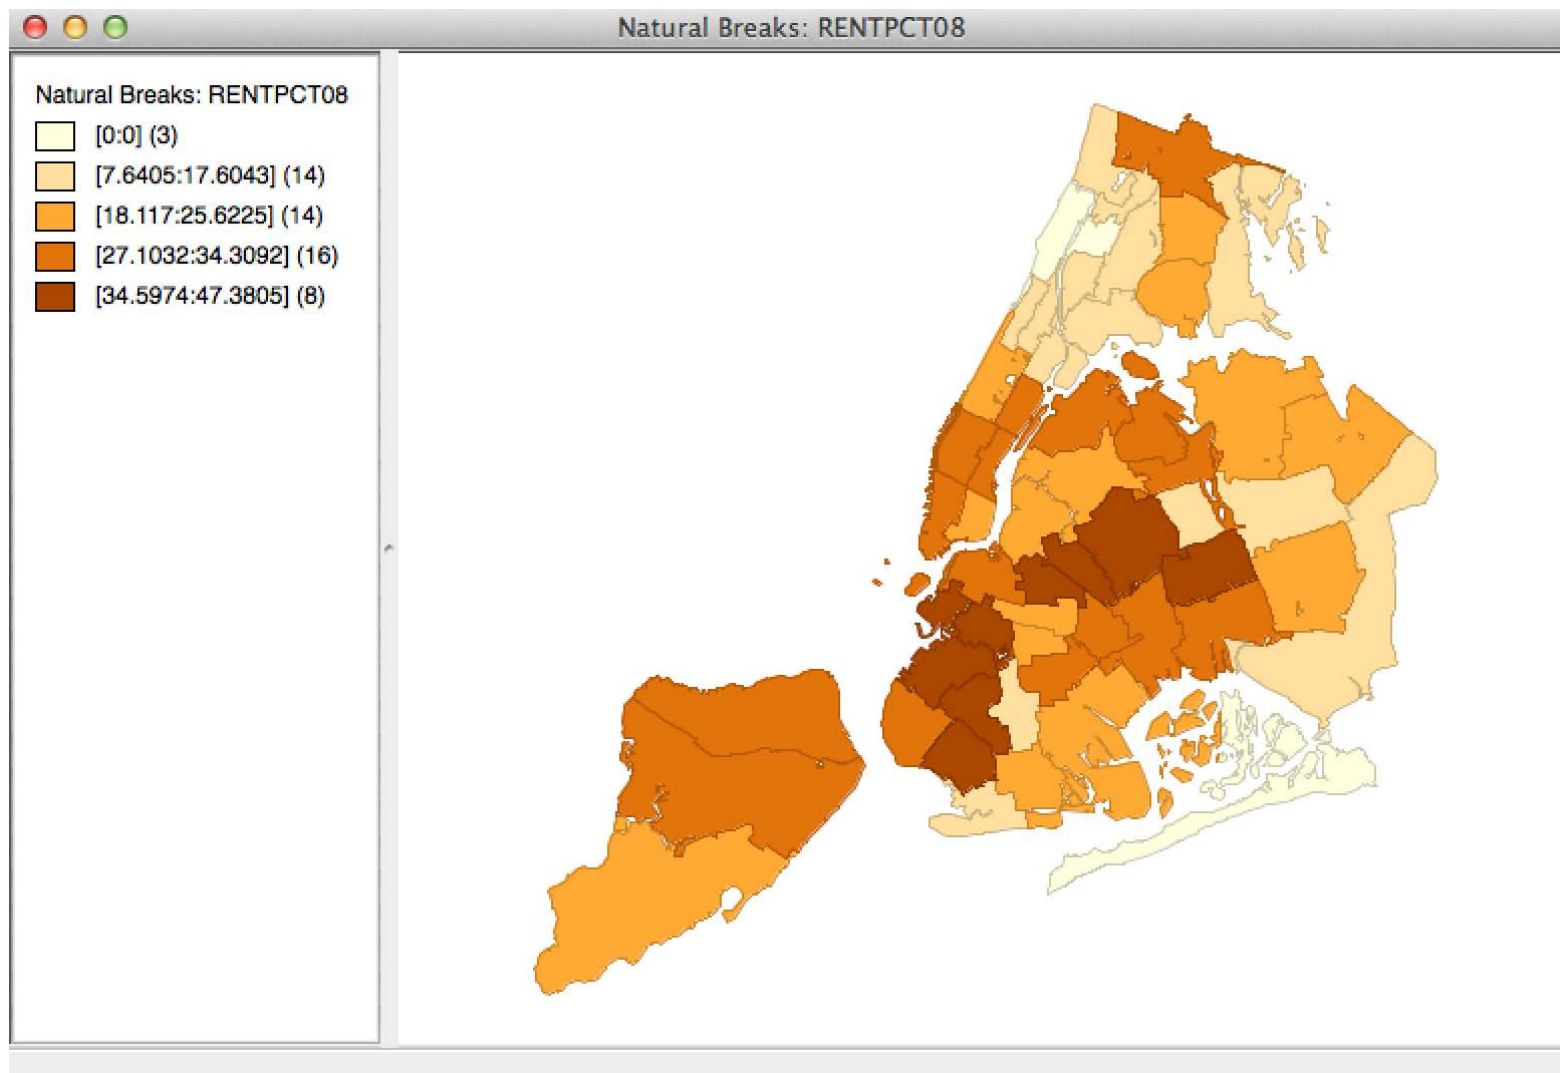 Natural Breaks: RENTPCT08
Natural Breaks: RENTPCT08
[0:0] (3)
[7.6405:17.6043] (14)
[18.117:25.6225] (14)
[27.1032:34.3092] (16)
[34.5974:47.3805] (8)